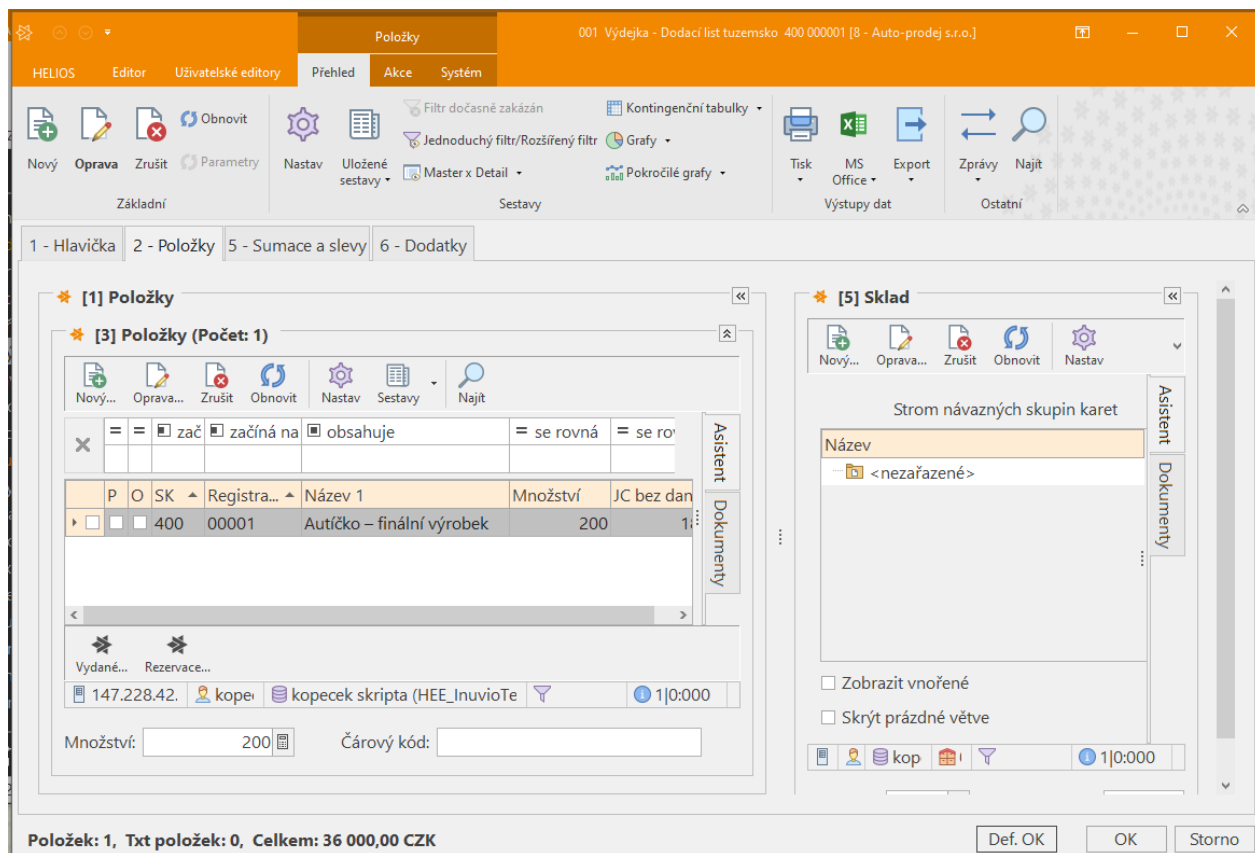 Položky
001 Výdejka - Dodací list tuzemsko 400 000001 [8 - Auto-prodej s.r.o.]
HELIOS Editor Uživatelské editory Přehled Akce Systém
Nový Oprava Zrušit Obnovit Parametry
Základní
Nastav Uložené sestavy
Filtr dočasně zakázán
Jednoduchý filtr/Rozšířený filtr
Master x Detail
Kontingenční tabulky
Grafy
Pokročilé grafy
Sestavy
Tisk MS Office Export
Výstupy dat
Zprávy Najít
Ostatní
1 - Hlavička 2 - Položky 5 - Sumace a slevy 6 - Dodatky
[1] Položky
[3] Položky (Počet: 1)
Nový... Oprava... Zrušit Obnovit Nastav Sestavy Najít
= = zač začíná na obsahuje = se rovná =
P O SK Registra... Název 1 Množství JC bez dan
400 00001 Autíčko – finální výrobek 200
Asistent
Dokumenty
Vydané... Rezervace...
147.228.42. kopecek skripta (HEE_InuvioTe 1|0:000
Množství: 200 Čárový kód:
[5] Sklad
Nový... Oprava... Zrušit Obnovit Nastav
Strom návazných skupin karet
Název
<nezařazené>
Asistent
Dokumenty
Zobrazit vnořené
Skrýt prázdné větve
kop 1|0:000
Položek: 1, Txt položek: 0, Celkem: 36 000,00 CZK
Def. OK OK Storno